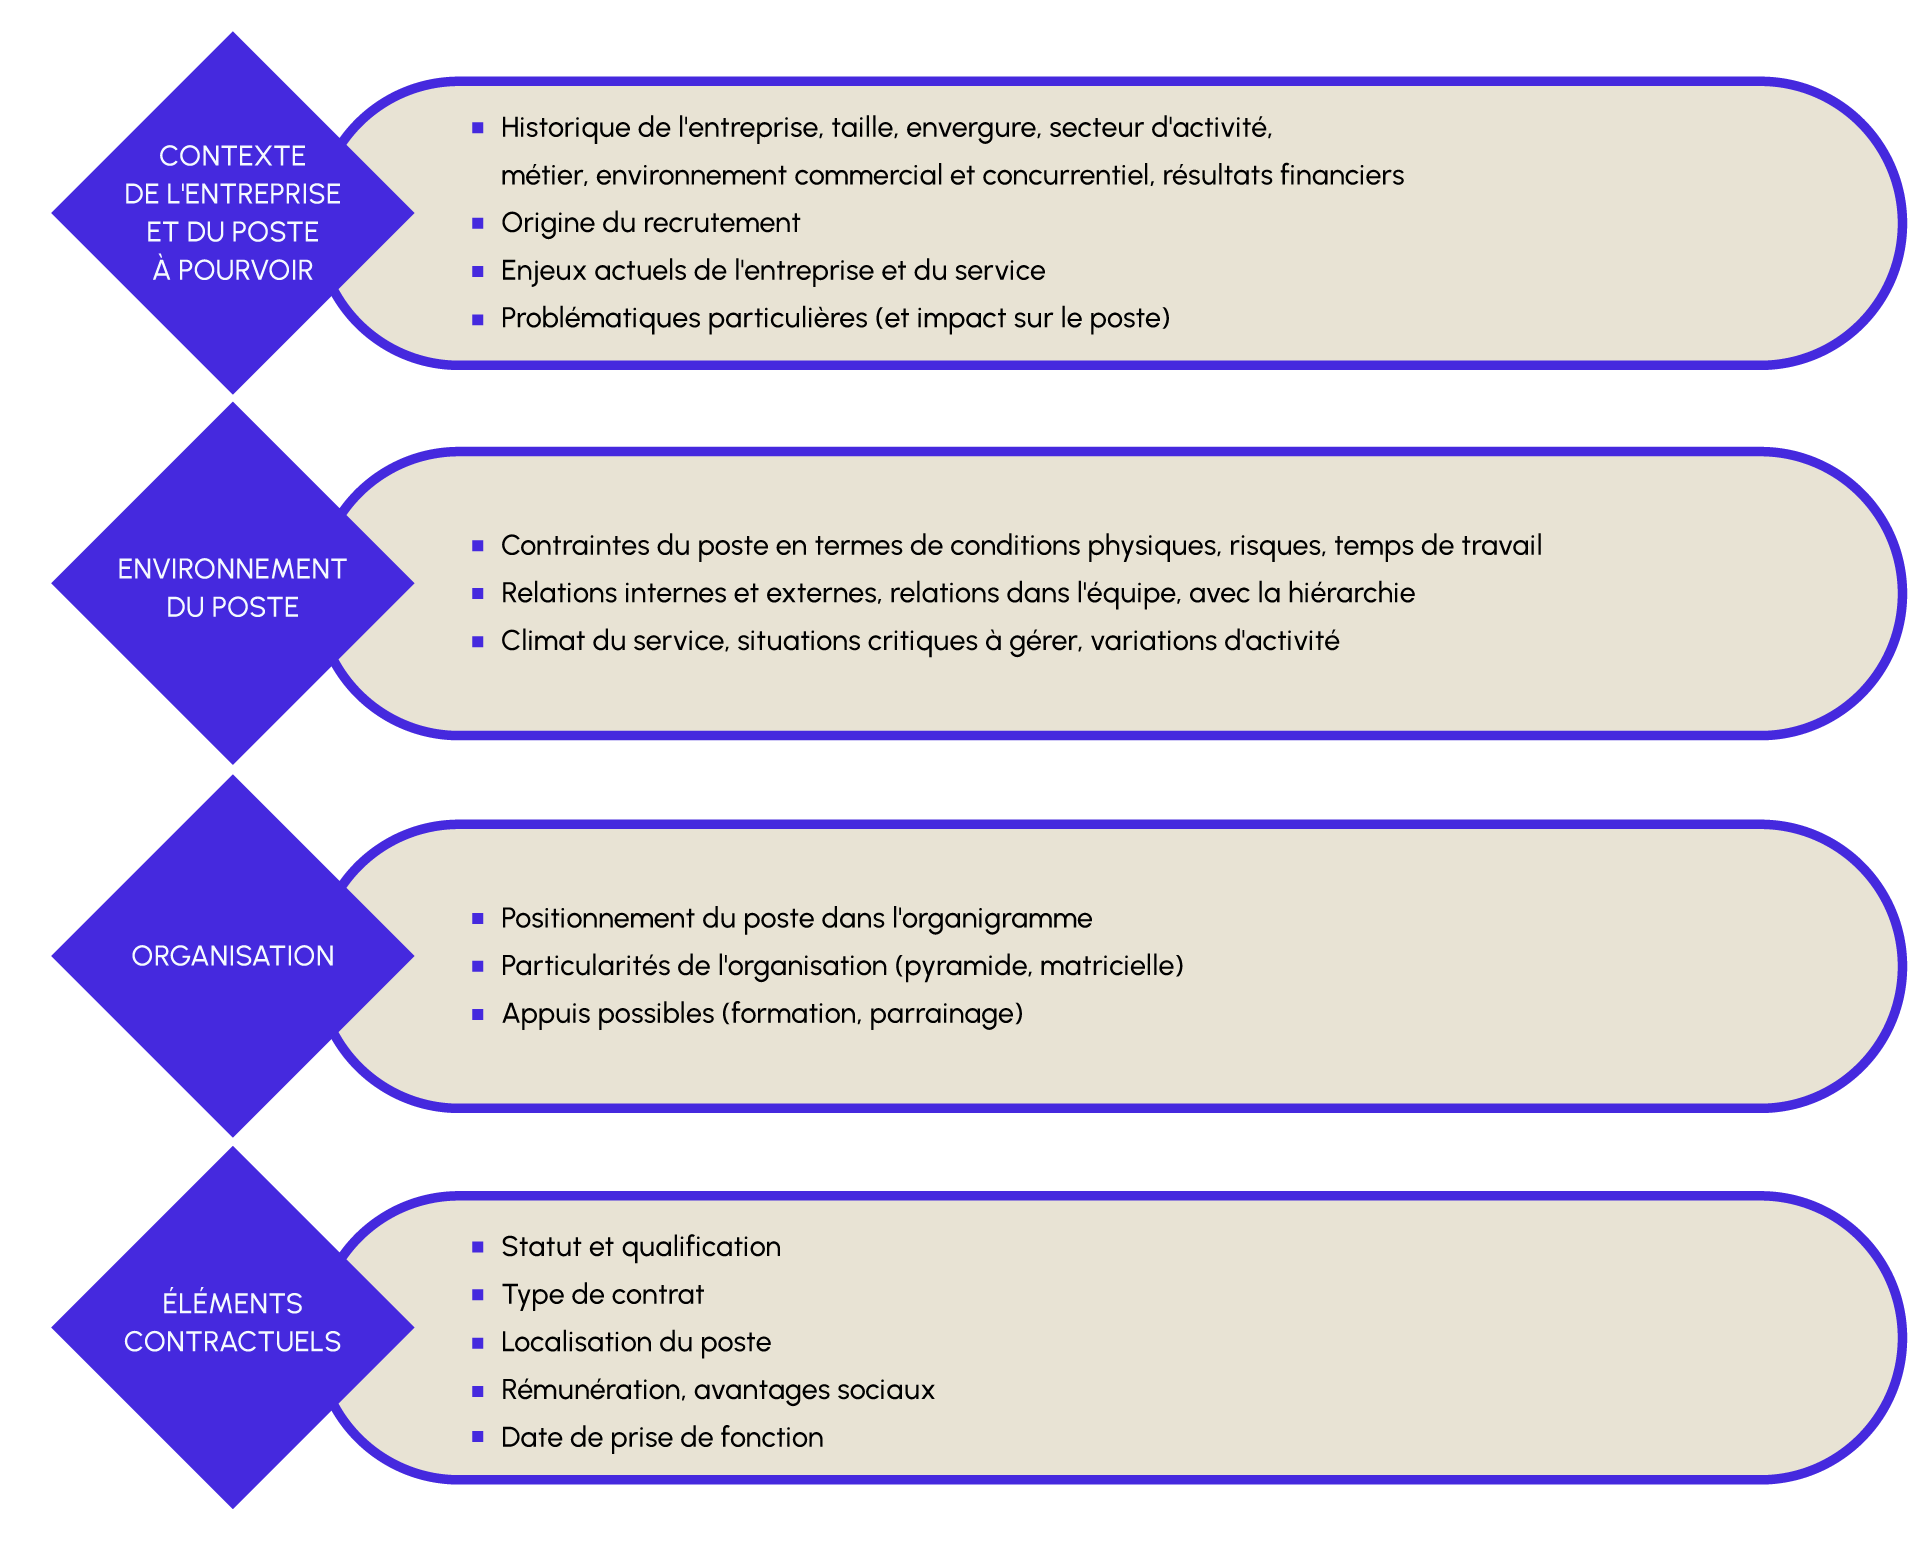 CONTEXTE
DE L'ENTREPRISE
ET DU POSTE
À POURVOIR
▪ Historique de l'entreprise, taille, envergure, secteur d'activité,
métier, environnement commercial et concurrentiel, résultats financiers
▪ Origine du recrutement
▪ Enjeux actuels de l'entreprise et du service
▪ Problématiques particulières (et impact sur le poste)
ENVIRONNEMENT
DU POSTE
▪ Contraintes du poste en termes de conditions physiques, risques, temps de travail
▪ Relations internes et externes, relations dans l'équipe, avec la hiérarchie
▪ Climat du service, situations critiques à gérer, variations d'activité
ORGANISATION
▪ Positionnement du poste dans l'organigramme
▪ Particularités de l'organisation (pyramide, matricielle)
▪ Appuis possibles (formation, parrainage)
ÉLÉMENTS
CONTRACTUELS
▪ Statut et qualification
▪ Type de contrat
▪ Localisation du poste
▪ Rémunération, avantages sociaux
▪ Date de prise de fonction